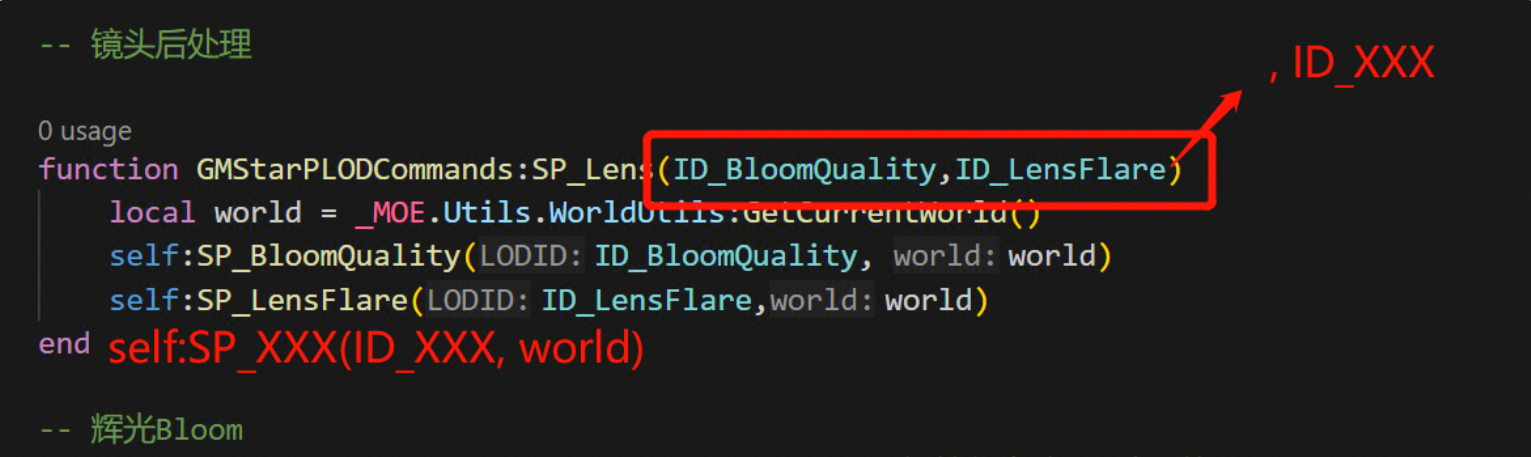 -- 镜头后处理
, ID_XXX
0 usage
function GMStarPLODCommands:SP_Lens(ID_BloomQuality,ID_LensFlare)
local world = _MOE.Utils.WorldUtils:GetCurrentWorld()
self:SP_BloomQuality(LODID: ID_BloomQuality, world: world)
self:SP_LensFlare(LODID: ID_LensFlare,world: world)
end self:SP_XXX(ID_XXX, world)
-- 辉光Bloom